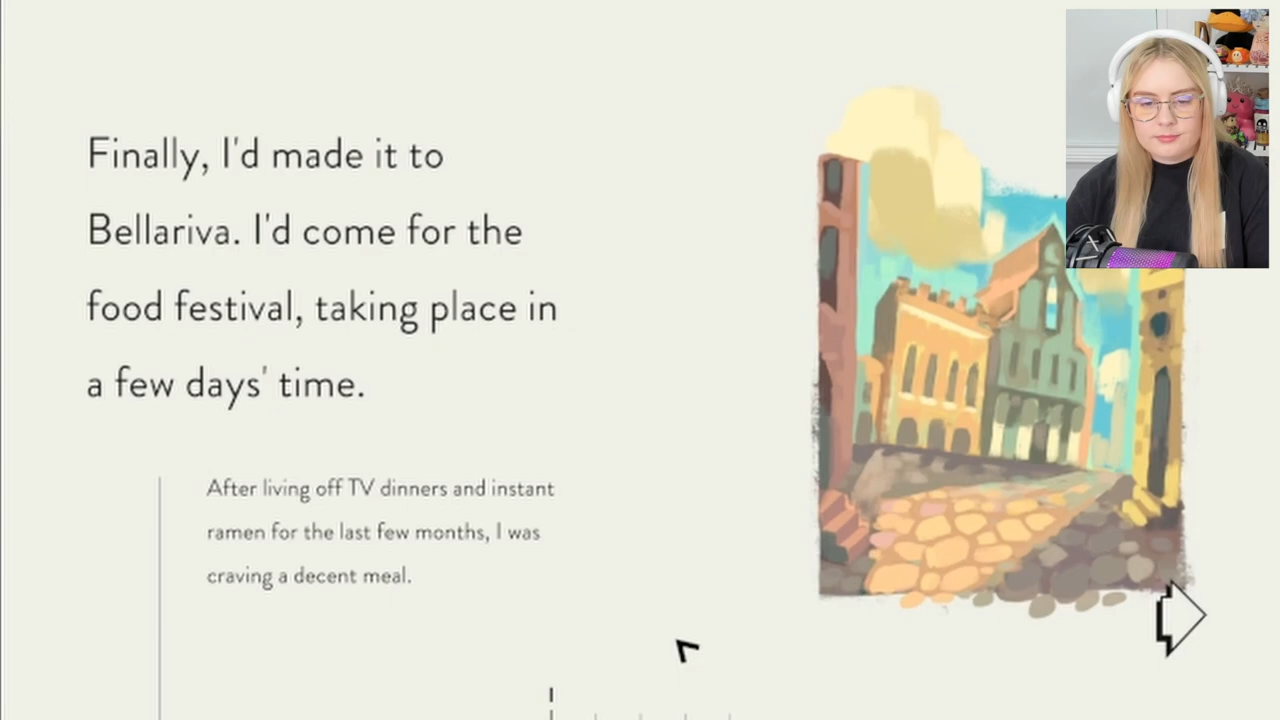 Finally, I'd made it to
Bellariva. I'd come for the
food festival, taking place in
a few days' time.
After living off TV dinners and instant
ramen for the last few months, I was
craving a decent meal.